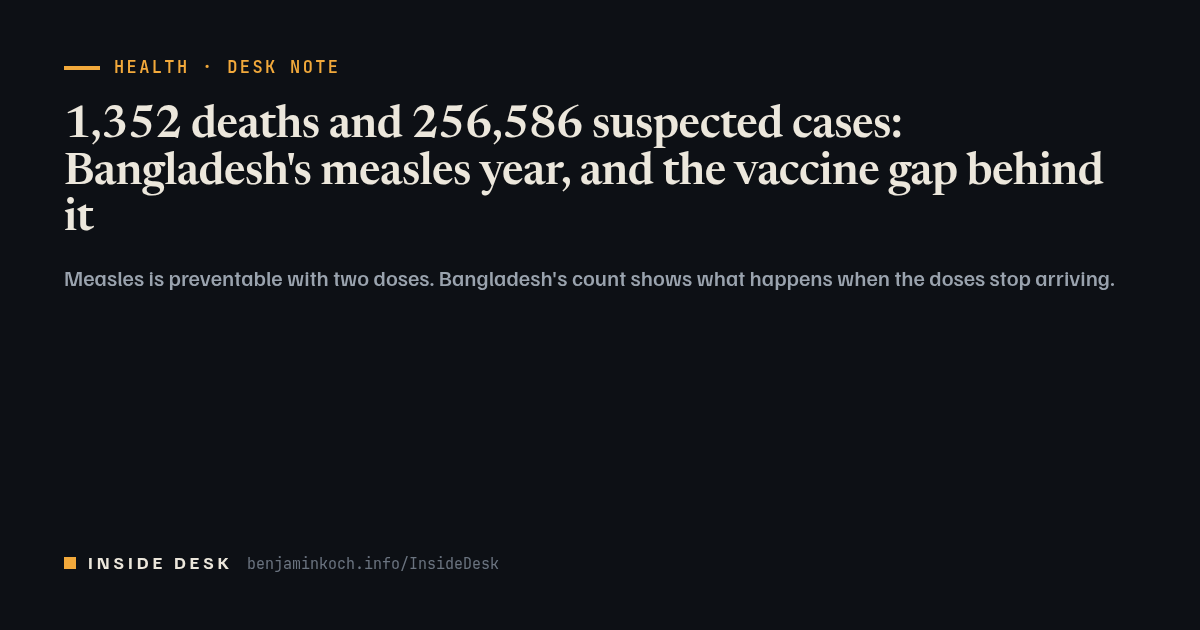 HEALTH · DESK NOTE
1,352 deaths and 256,586 suspected cases:
Bangladesh's measles year, and the vaccine gap behind
it
Measles is preventable with two doses. Bangladesh's count shows what happens when the doses stop arriving.
INSIDE DESK benjaminkoch.info/InsideDesk